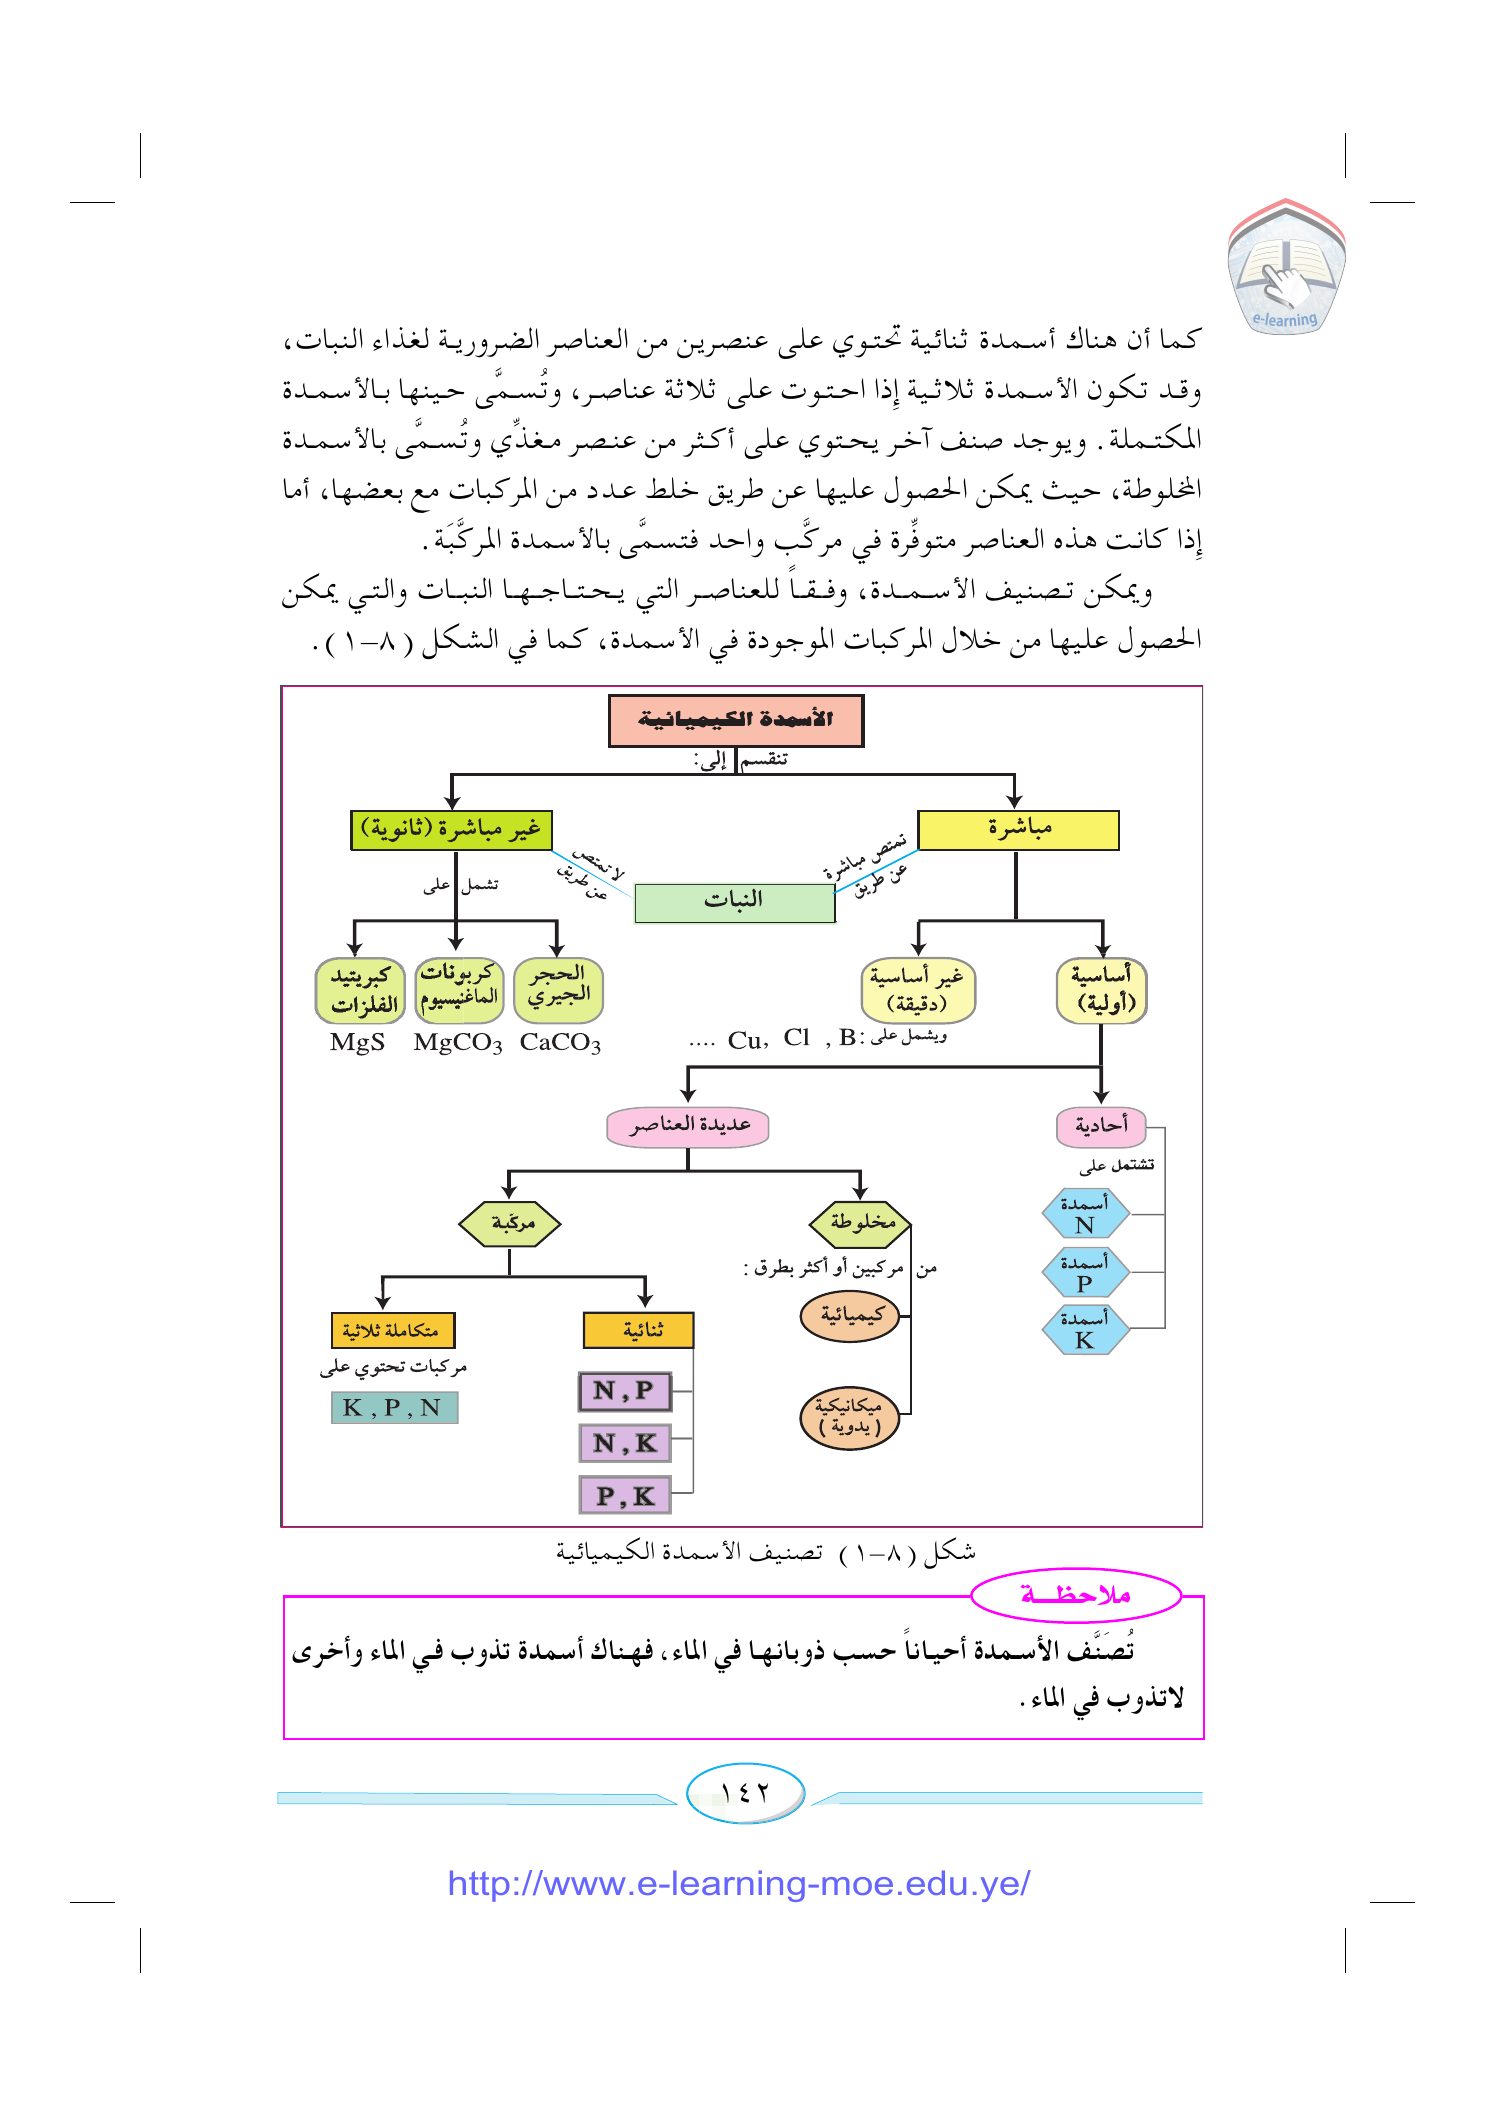 e-learning
كما أن هناك أسمدة ثنائية تحتوي على عنصرين من العناصر الضرورية لغذاء النبات،
وقد تكون الأسمدة ثلاثية إِذا احتوت على ثلاثة عناصر، وتُسمَّى حينها بالأسمدة
المكتملة. ويوجد صنف آخر يحتوي على أكثر من عنصر مغذِّي وتُسمَّى بالأسمدة
المخلوطة، حيث يمكن الحصول عليها عن طريق خلط عدد من المركبات مع بعضها، أما
إِذا كانت هذه العناصر متوفِّرة في مركَّب واحد فتسمَّى بالأسمدة المركَّبَة.
ويمكن تصنيف الأسمدة، وفقاً للعناصر التي يحتاجها النبات والتي يمكن
الحصول عليها من خلال المركبات الموجودة في الأسمدة، كما في الشكل (٨-١).
الأسمدة الكيميائية
تنقسم إلى:
مباشرة
غير مباشرة (ثانوية)
تمتص مباشرة
عن طريق
لا تمتص
عن طريق
النبات
تشمل على
أساسية
(أولية)
غير أساسية
(دقيقة)
الحجر
الجيري
كربونات
الماغنيسيوم
كبريتيد
الفلزات
ويشمل على: B , Cl ,Cu ....
CaCO3
MgCO3
MgS
أحادية
عديدة العناصر
تشتمل على
أسمدة
N
أسمدة
P
أسمدة
K
مخلوطة
مركّبة
من مركبين أو أكثر بطرق :
كيميائية
ميكانيكية
(يدوية)
ثنائية
متكاملة ثلاثية
مركبات تحتوي على
N , P
N , K
P , K
K , P , N
شكل (٨-١) تصنيف الأسمدة الكيميائية
ملاحظة
تُصَنَّف الأسمدة أحياناً حسب ذوبانها في الماء، فهناك أسمدة تذوب في الماء وأخرى
لاتذوب في الماء.
١٤٢
http://www.e-learning-moe.edu.ye/